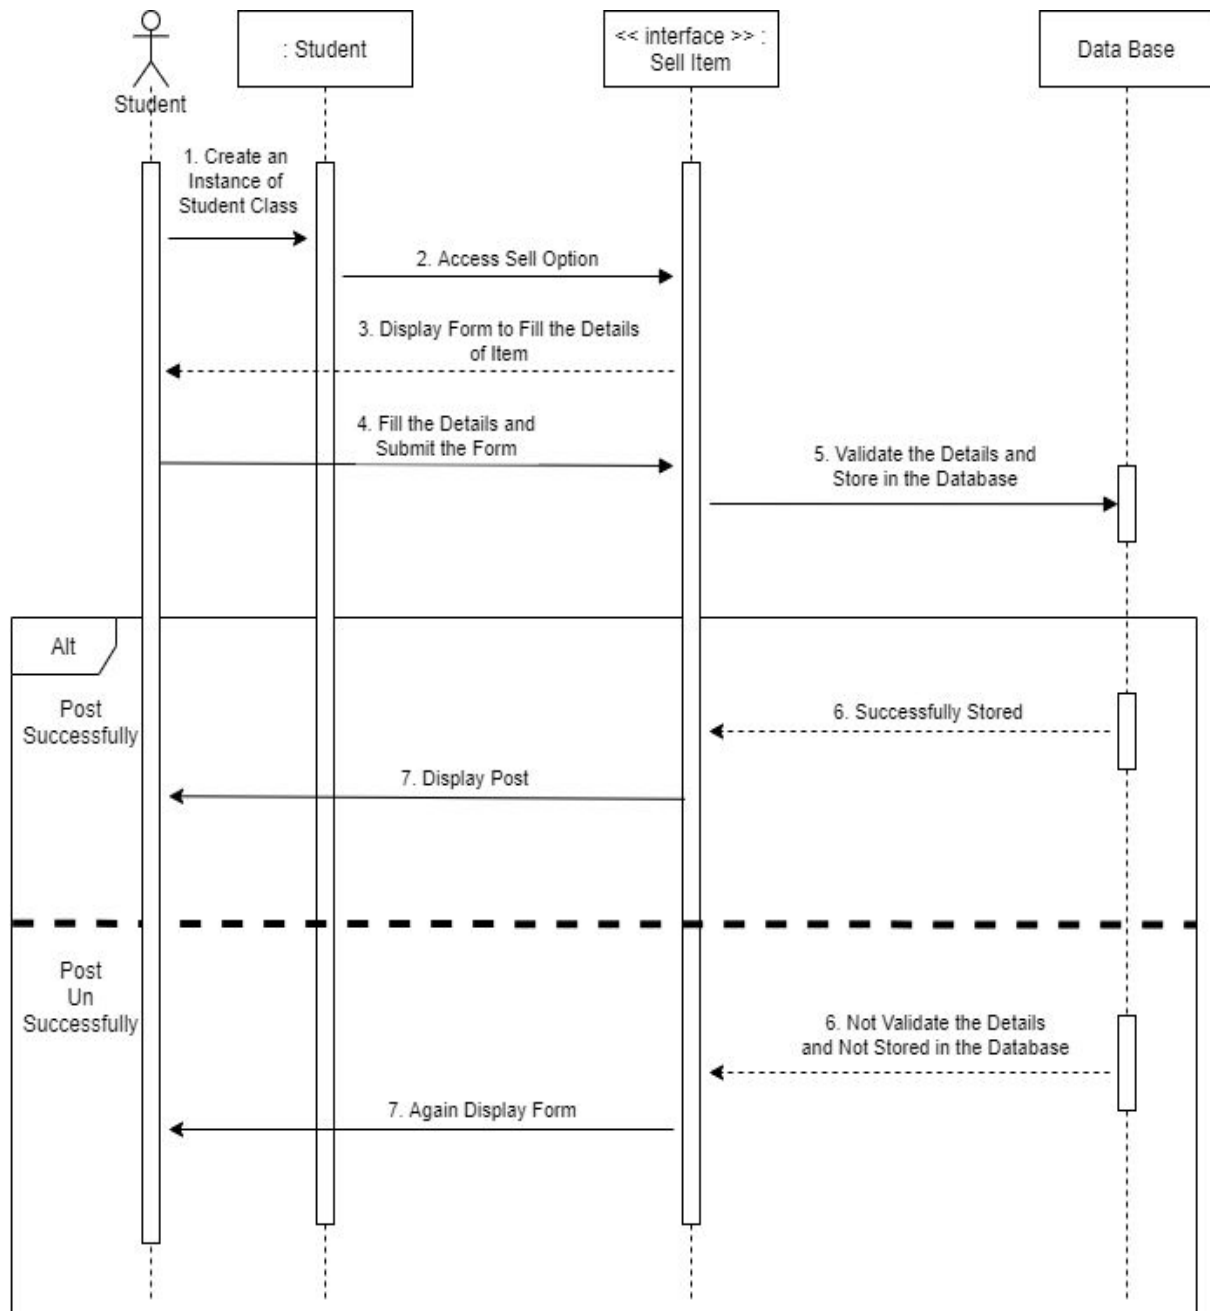 Student
: Student
<< interface >> :
Sell Item
Data Base
1. Create an
Instance of
Student Class
2. Access Sell Option
3. Display Form to Fill the Details
of Item
4. Fill the Details and
Submit the Form
5. Validate the Details and
Store in the Database
Alt
Post
Successfully
6. Successfully Stored
7. Display Post
Post
Un
Successfully
6. Not Validate the Details
and Not Stored in the Database
7. Again Display Form